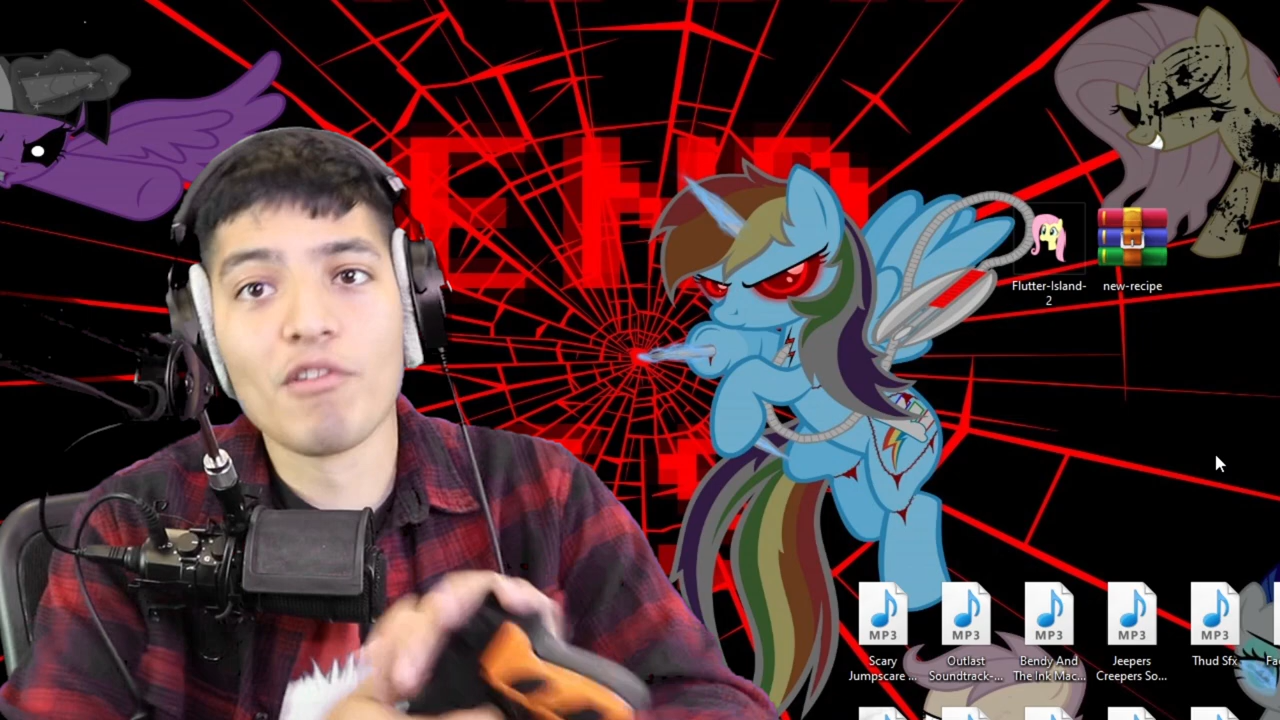 Flutter-Island-
2
new-recipe
MP3
MP3
MP3
MP3
MP3
Scary
Jumpscare ...
Outlast
Soundtrack-...
Bendy And
The Ink Mac...
Jeepers
Creepers So...
Thud Sfx